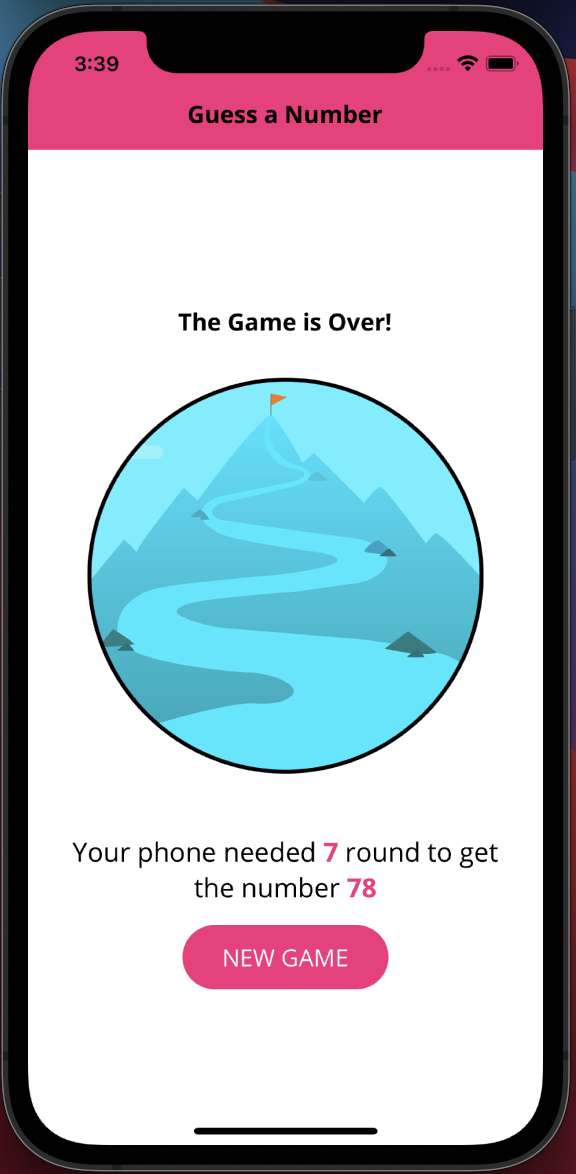 3:39
Guess a Number
The Game is Over!
Your phone needed 7 round to get
the number 78
NEW GAME